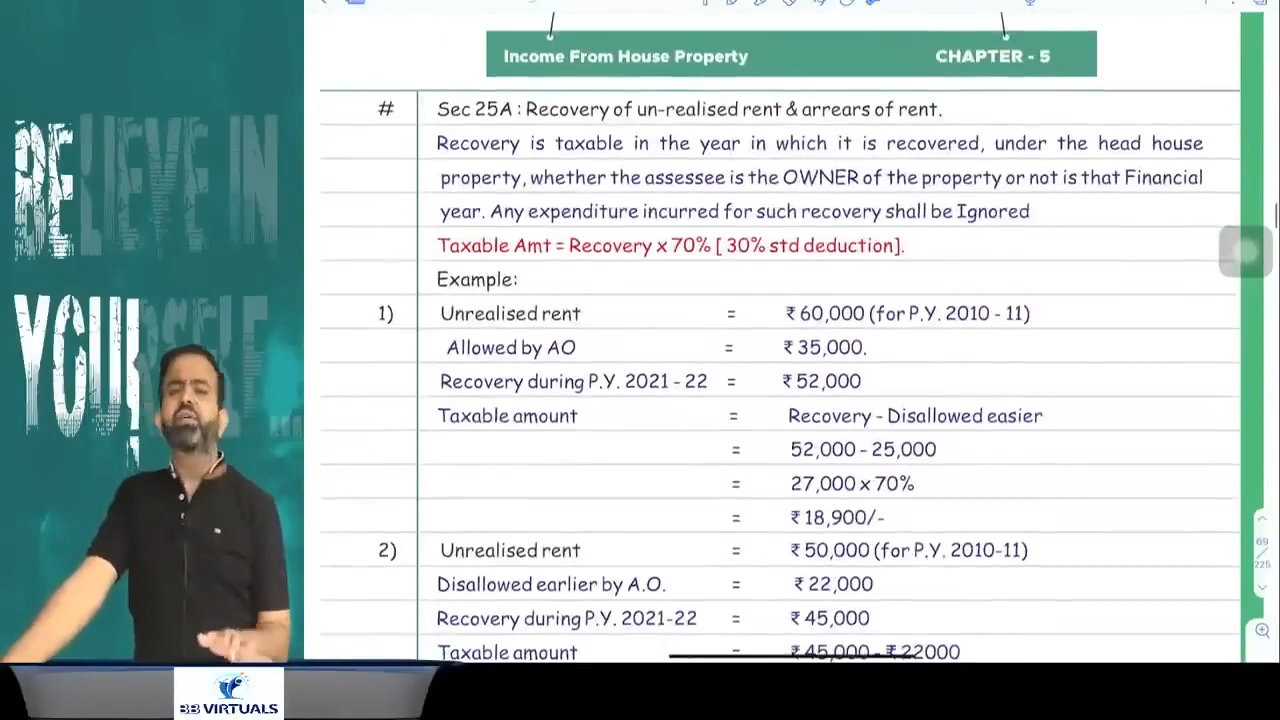 BELIEVE IN
YOURSELF...
Income From House Property CHAPTER - 5
# Sec 25A : Recovery of un-realised rent & arrears of rent.
Recovery is taxable in the year in which it is recovered, under the head house
property, whether the assessee is the OWNER of the property or not is that Financial
year. Any expenditure incurred for such recovery shall be Ignored
Taxable Amt = Recovery x 70% [ 30% std deduction].
Example:
1) Unrealised rent = ₹ 60,000 (for P.Y. 2010 - 11)
Allowed by AO = ₹ 35,000.
Recovery during P.Y. 2021 - 22 = ₹ 52,000
Taxable amount = Recovery - Disallowed easier
= 52,000 - 25,000
= 27,000 x 70%
= ₹ 18,900/-
2) Unrealised rent = ₹ 50,000 (for P.Y. 2010-11)
Disallowed earlier by A.O. = ₹ 22,000
Recovery during P.Y. 2021-22 = ₹ 45,000
Taxable amount = ₹ 45,000 - ₹ 22000
69
/
225
BB VIRTUALS